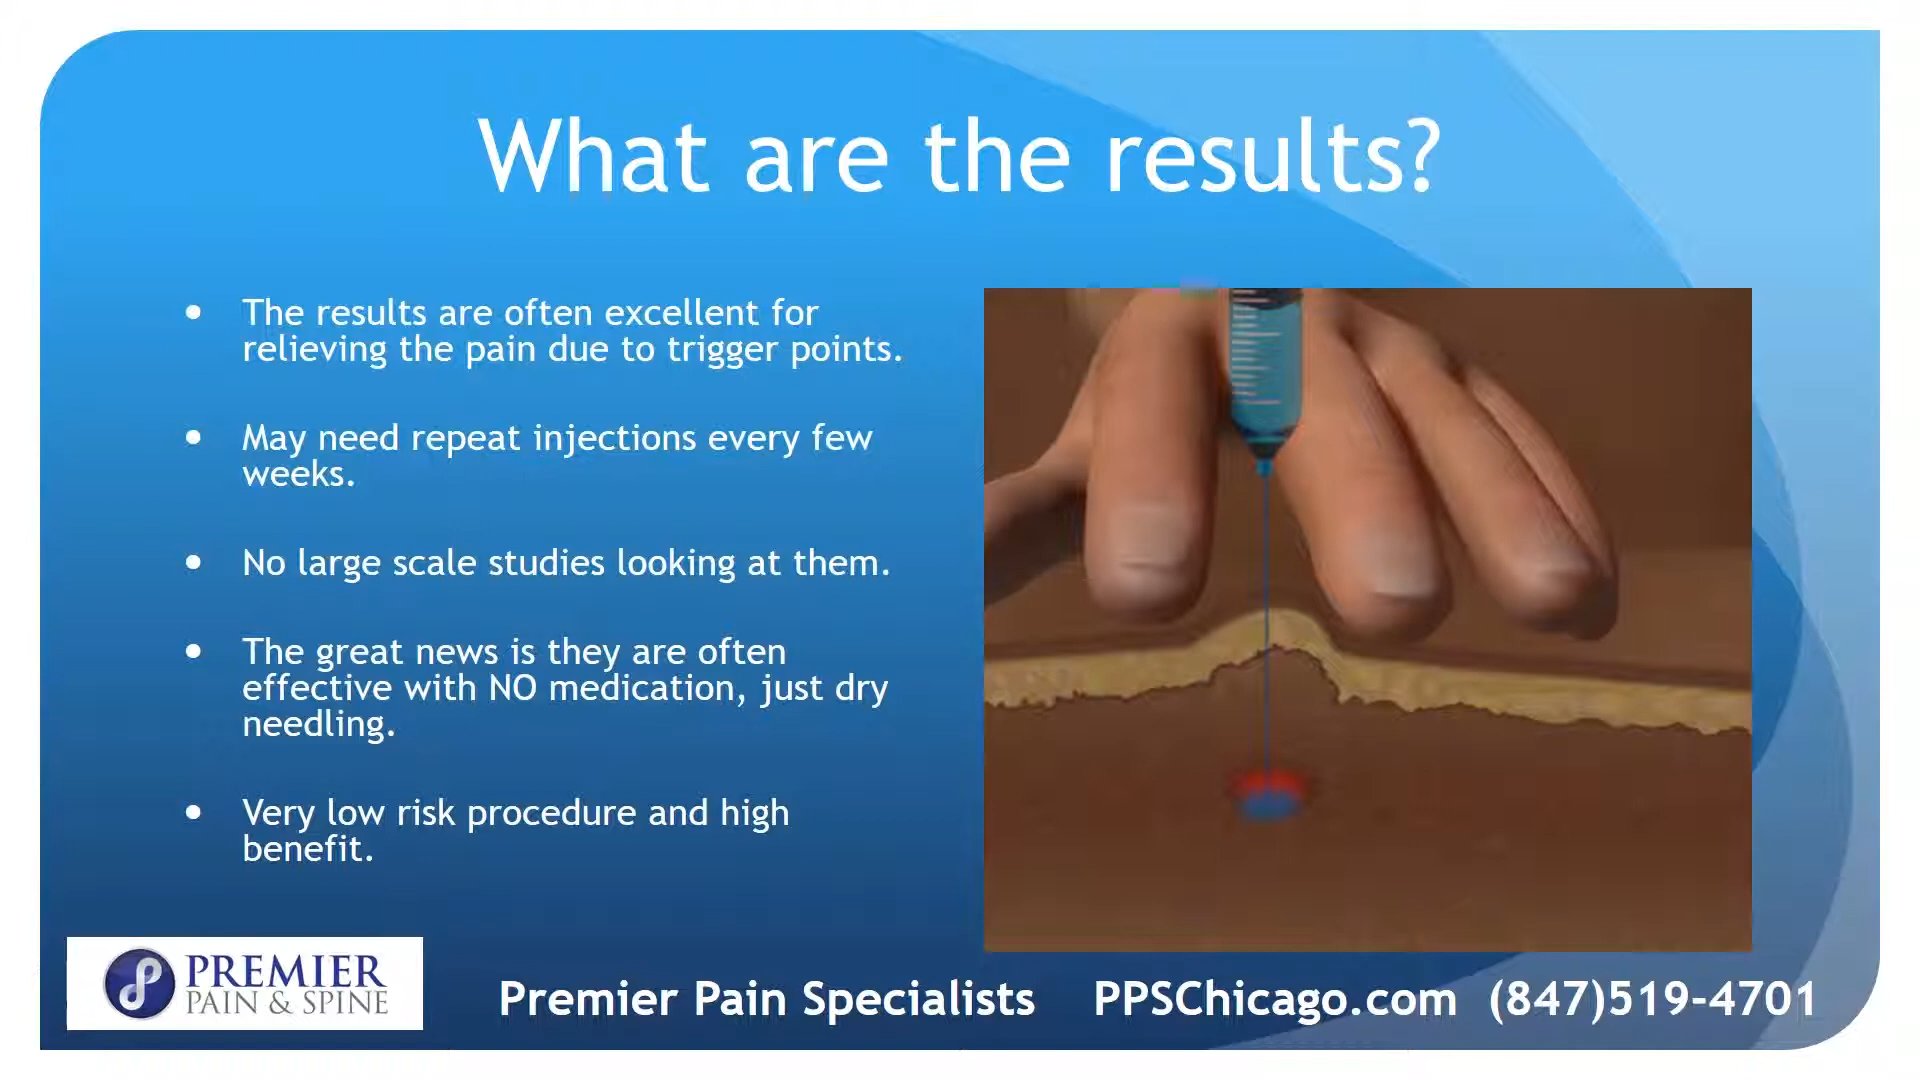 What are the results?
• The results are often excellent for
relieving the pain due to trigger points.
• May need repeat injections every few
weeks.
• No large scale studies looking at them.
• The great news is they are often
effective with NO medication, just dry
needling.
• Very low risk procedure and high
benefit.
PREMIER
PAIN & SPINE
Premier Pain Specialists PPSChicago.com (847)519-4701